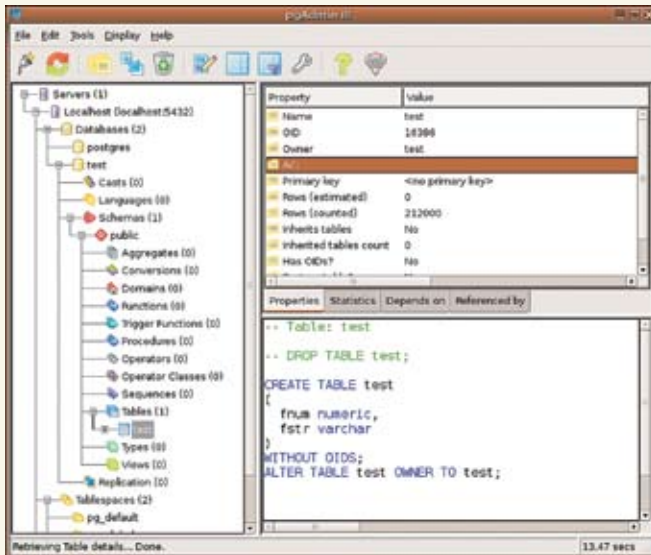 pgAdmin III
File Edit Tools Display Help
Servers (1)
Localhost (localhost:5432)
Databases (2)
postgres
test
Casts (0)
Languages (0)
Schemas (1)
public
Aggregates (0)
Conversions (0)
Domains (0)
Functions (0)
Trigger Functions (0)
Procedures (0)
Operators (0)
Operator Classes (0)
Sequences (0)
Tables (1)
test
Types (0)
Views (0)
Replication (0)
Tablespaces (2)
pg_default
Property Value
Name test
OID
Owner test
ACL
Primary key <no primary key>
Rows (estimated) 0
Rows (counted) 212000
Inherits tables No
Inherited tables count 0
Has OIDs? No
Properties Statistics Depends on Referenced by
-- Table: test
-- DROP TABLE test;
CREATE TABLE test
(
fnum numeric,
fstr varchar
)
WITHOUT OIDS;
ALTER TABLE test OWNER TO test;
Retrieving Table details... Done.
13.47 secs